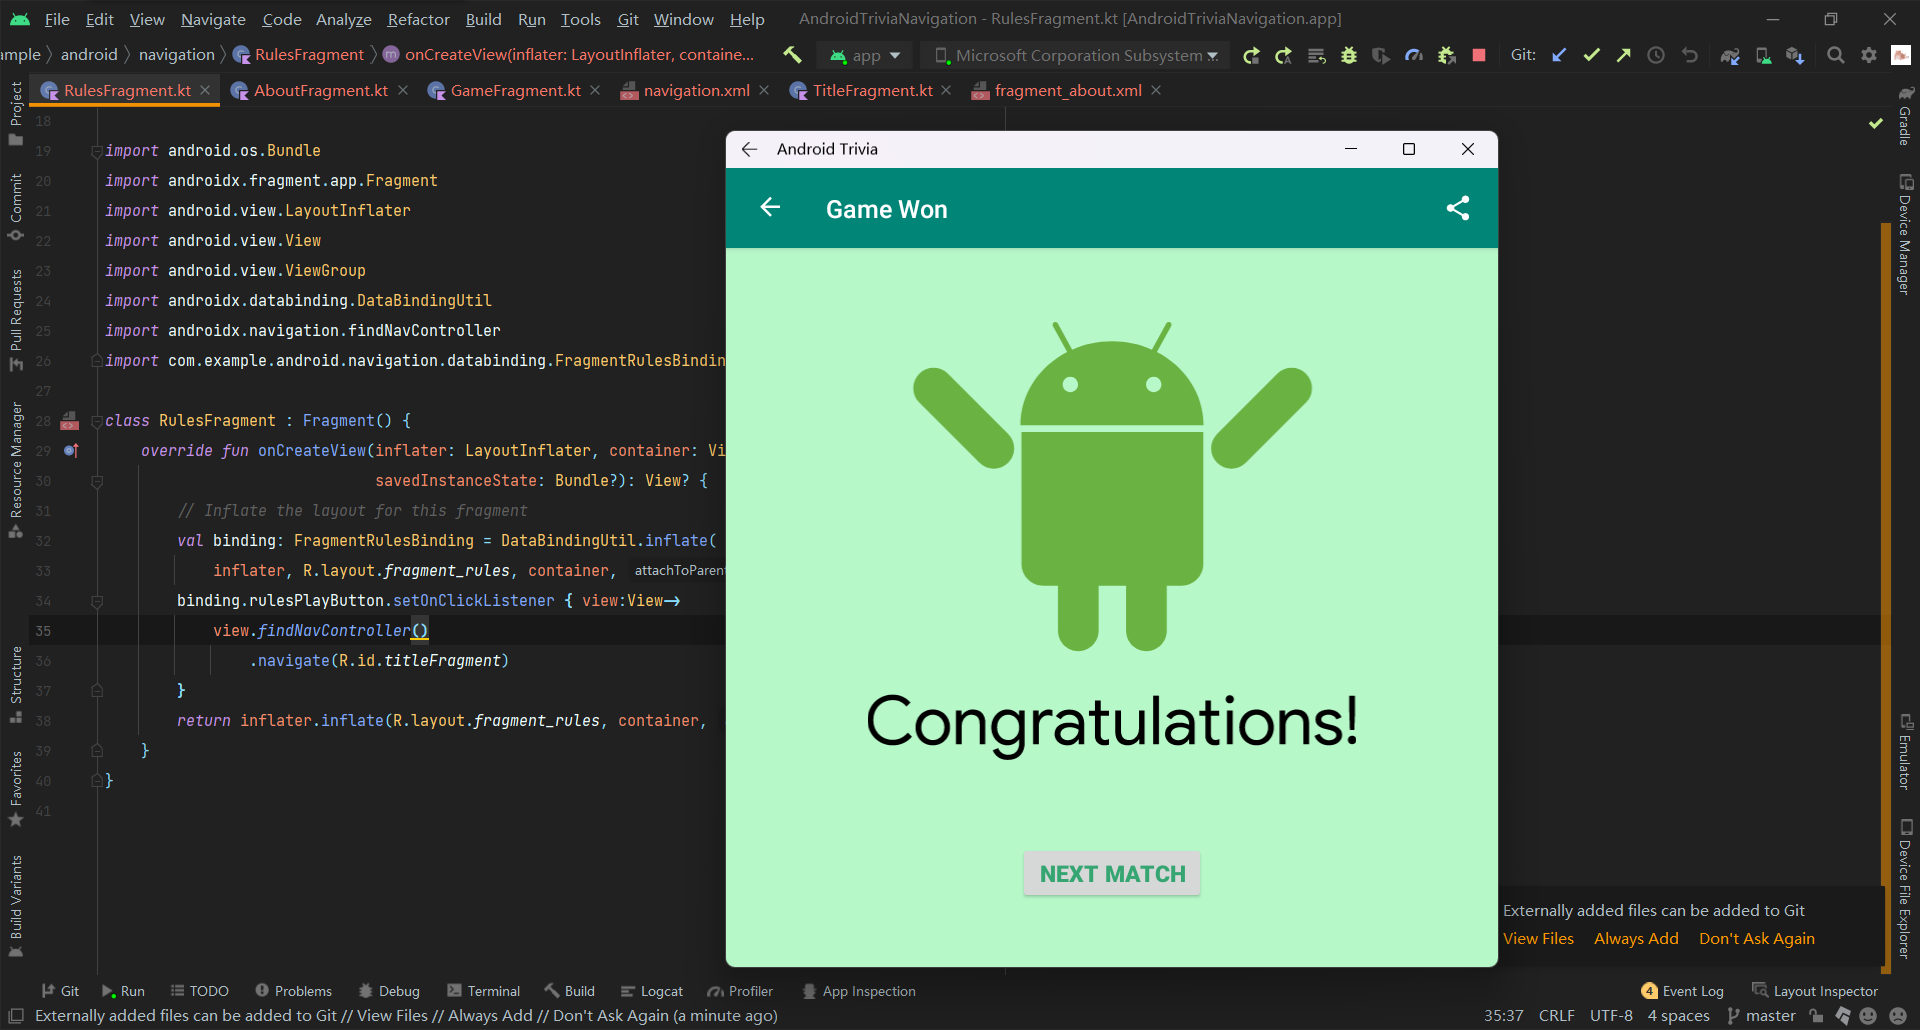 File Edit View Navigate Code Analyze Refactor Build Run Tools Git Window Help AndroidTriviaNavigation - RulesFragment.kt [AndroidTriviaNavigation.app]
ample android navigation RulesFragment onCreateView(inflater: LayoutInflater, containe... app Microsoft Corporation Subsystem Git:
RulesFragment.kt AboutFragment.kt GameFragment.kt navigation.xml TitleFragment.kt fragment_about.xml
Project
Commit
Pull Requests
Resource Manager
Structure
Favorites
Build Variants
18
19 import android.os.Bundle
20 import androidx.fragment.app.Fragment
21 import android.view.LayoutInflater
22 import android.view.View
23 import android.view.ViewGroup
24 import androidx.databinding.DataBindingUtil
25 import androidx.navigation.findNavController
26 import com.example.android.navigation.databinding.FragmentRulesBindin
27
28 class RulesFragment : Fragment() {
29 override fun onCreateView(inflater: LayoutInflater, container: Vi
30 savedInstanceState: Bundle?): View? {
31 // Inflate the layout for this fragment
32 val binding: FragmentRulesBinding = DataBindingUtil.inflate(
33 inflater, R.layout.fragment_rules, container, attachToParent
34 binding.rulesPlayButton.setOnClickListener { view:View->
35 view.findNavController()
36 .navigate(R.id.titleFragment)
37 }
38 return inflater.inflate(R.layout.fragment_rules, container,
39 }
40 }
41
Android Trivia
Game Won
Congratulations!
NEXT MATCH
Gradle
Device Manager
Emulator
Device File Explorer
Externally added files can be added to Git
View Files Always Add Don't Ask Again
Git Run TODO Problems Debug Terminal Build Logcat Profiler App Inspection 4 Event Log Layout Inspector
Externally added files can be added to Git // View Files // Always Add // Don't Ask Again (a minute ago) 35:37 CRLF UTF-8 4 spaces master